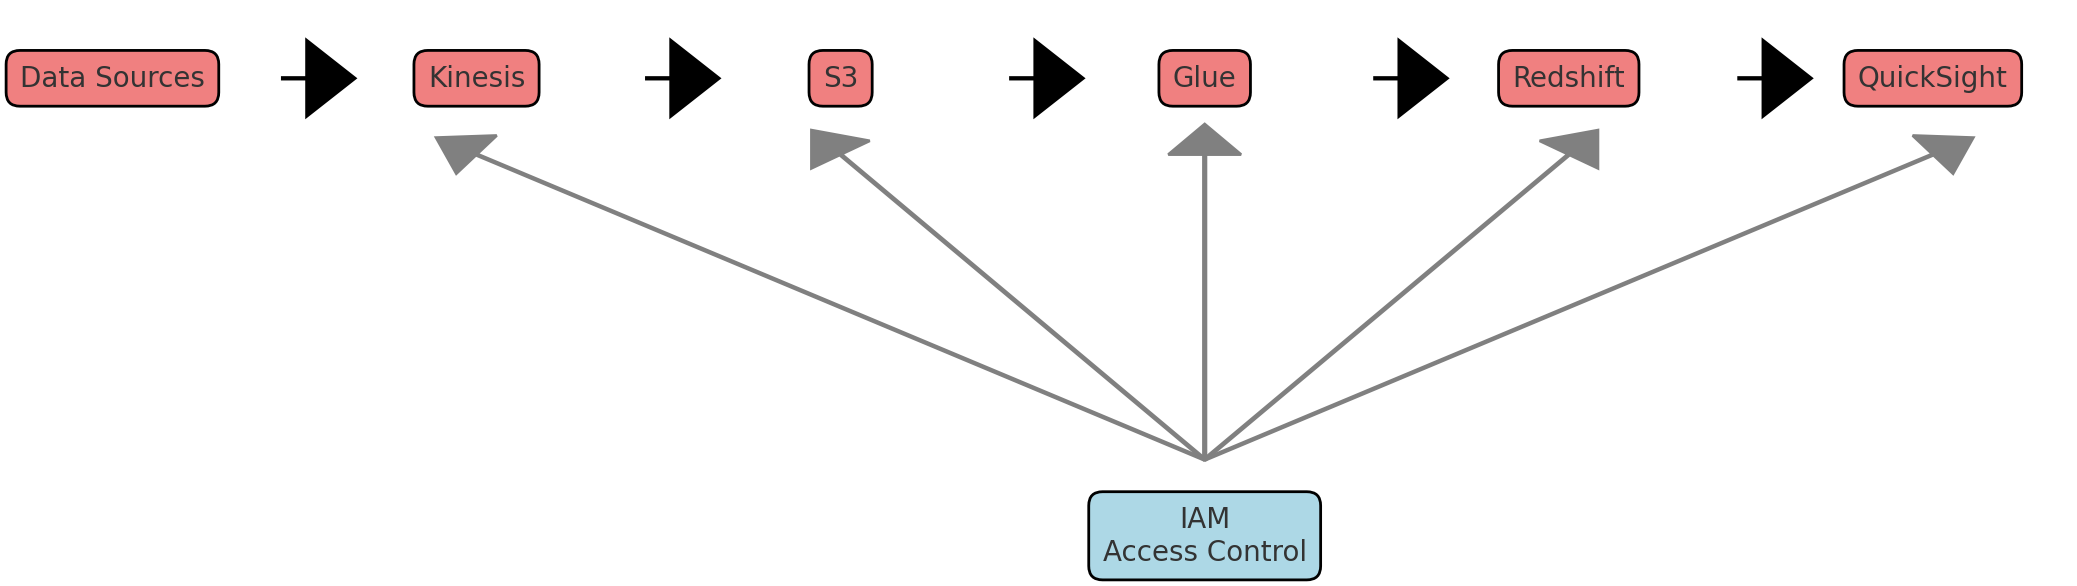 Data Sources
Kinesis
S3
Glue
Redshift
QuickSight
IAM
Access Control